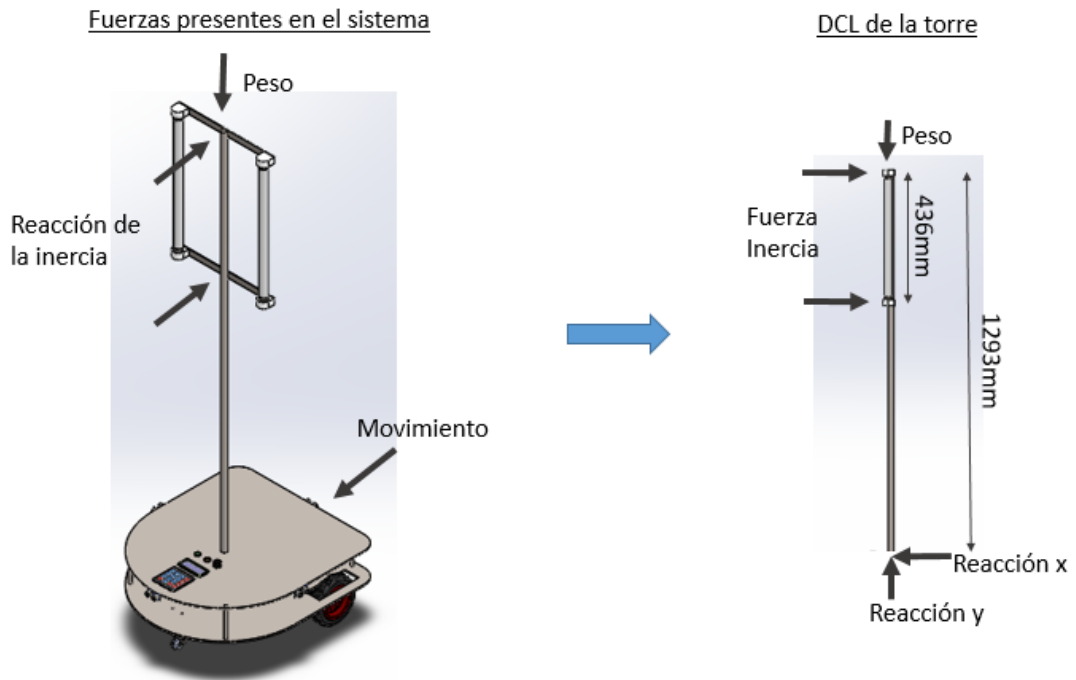 Fuerzas presentes en el sistema
Peso
Reacción de
la inercia
Movimiento
DCL de la torre
Peso
Fuerza
Inercia
436mm
1293mm
Reacción x
Reacción y